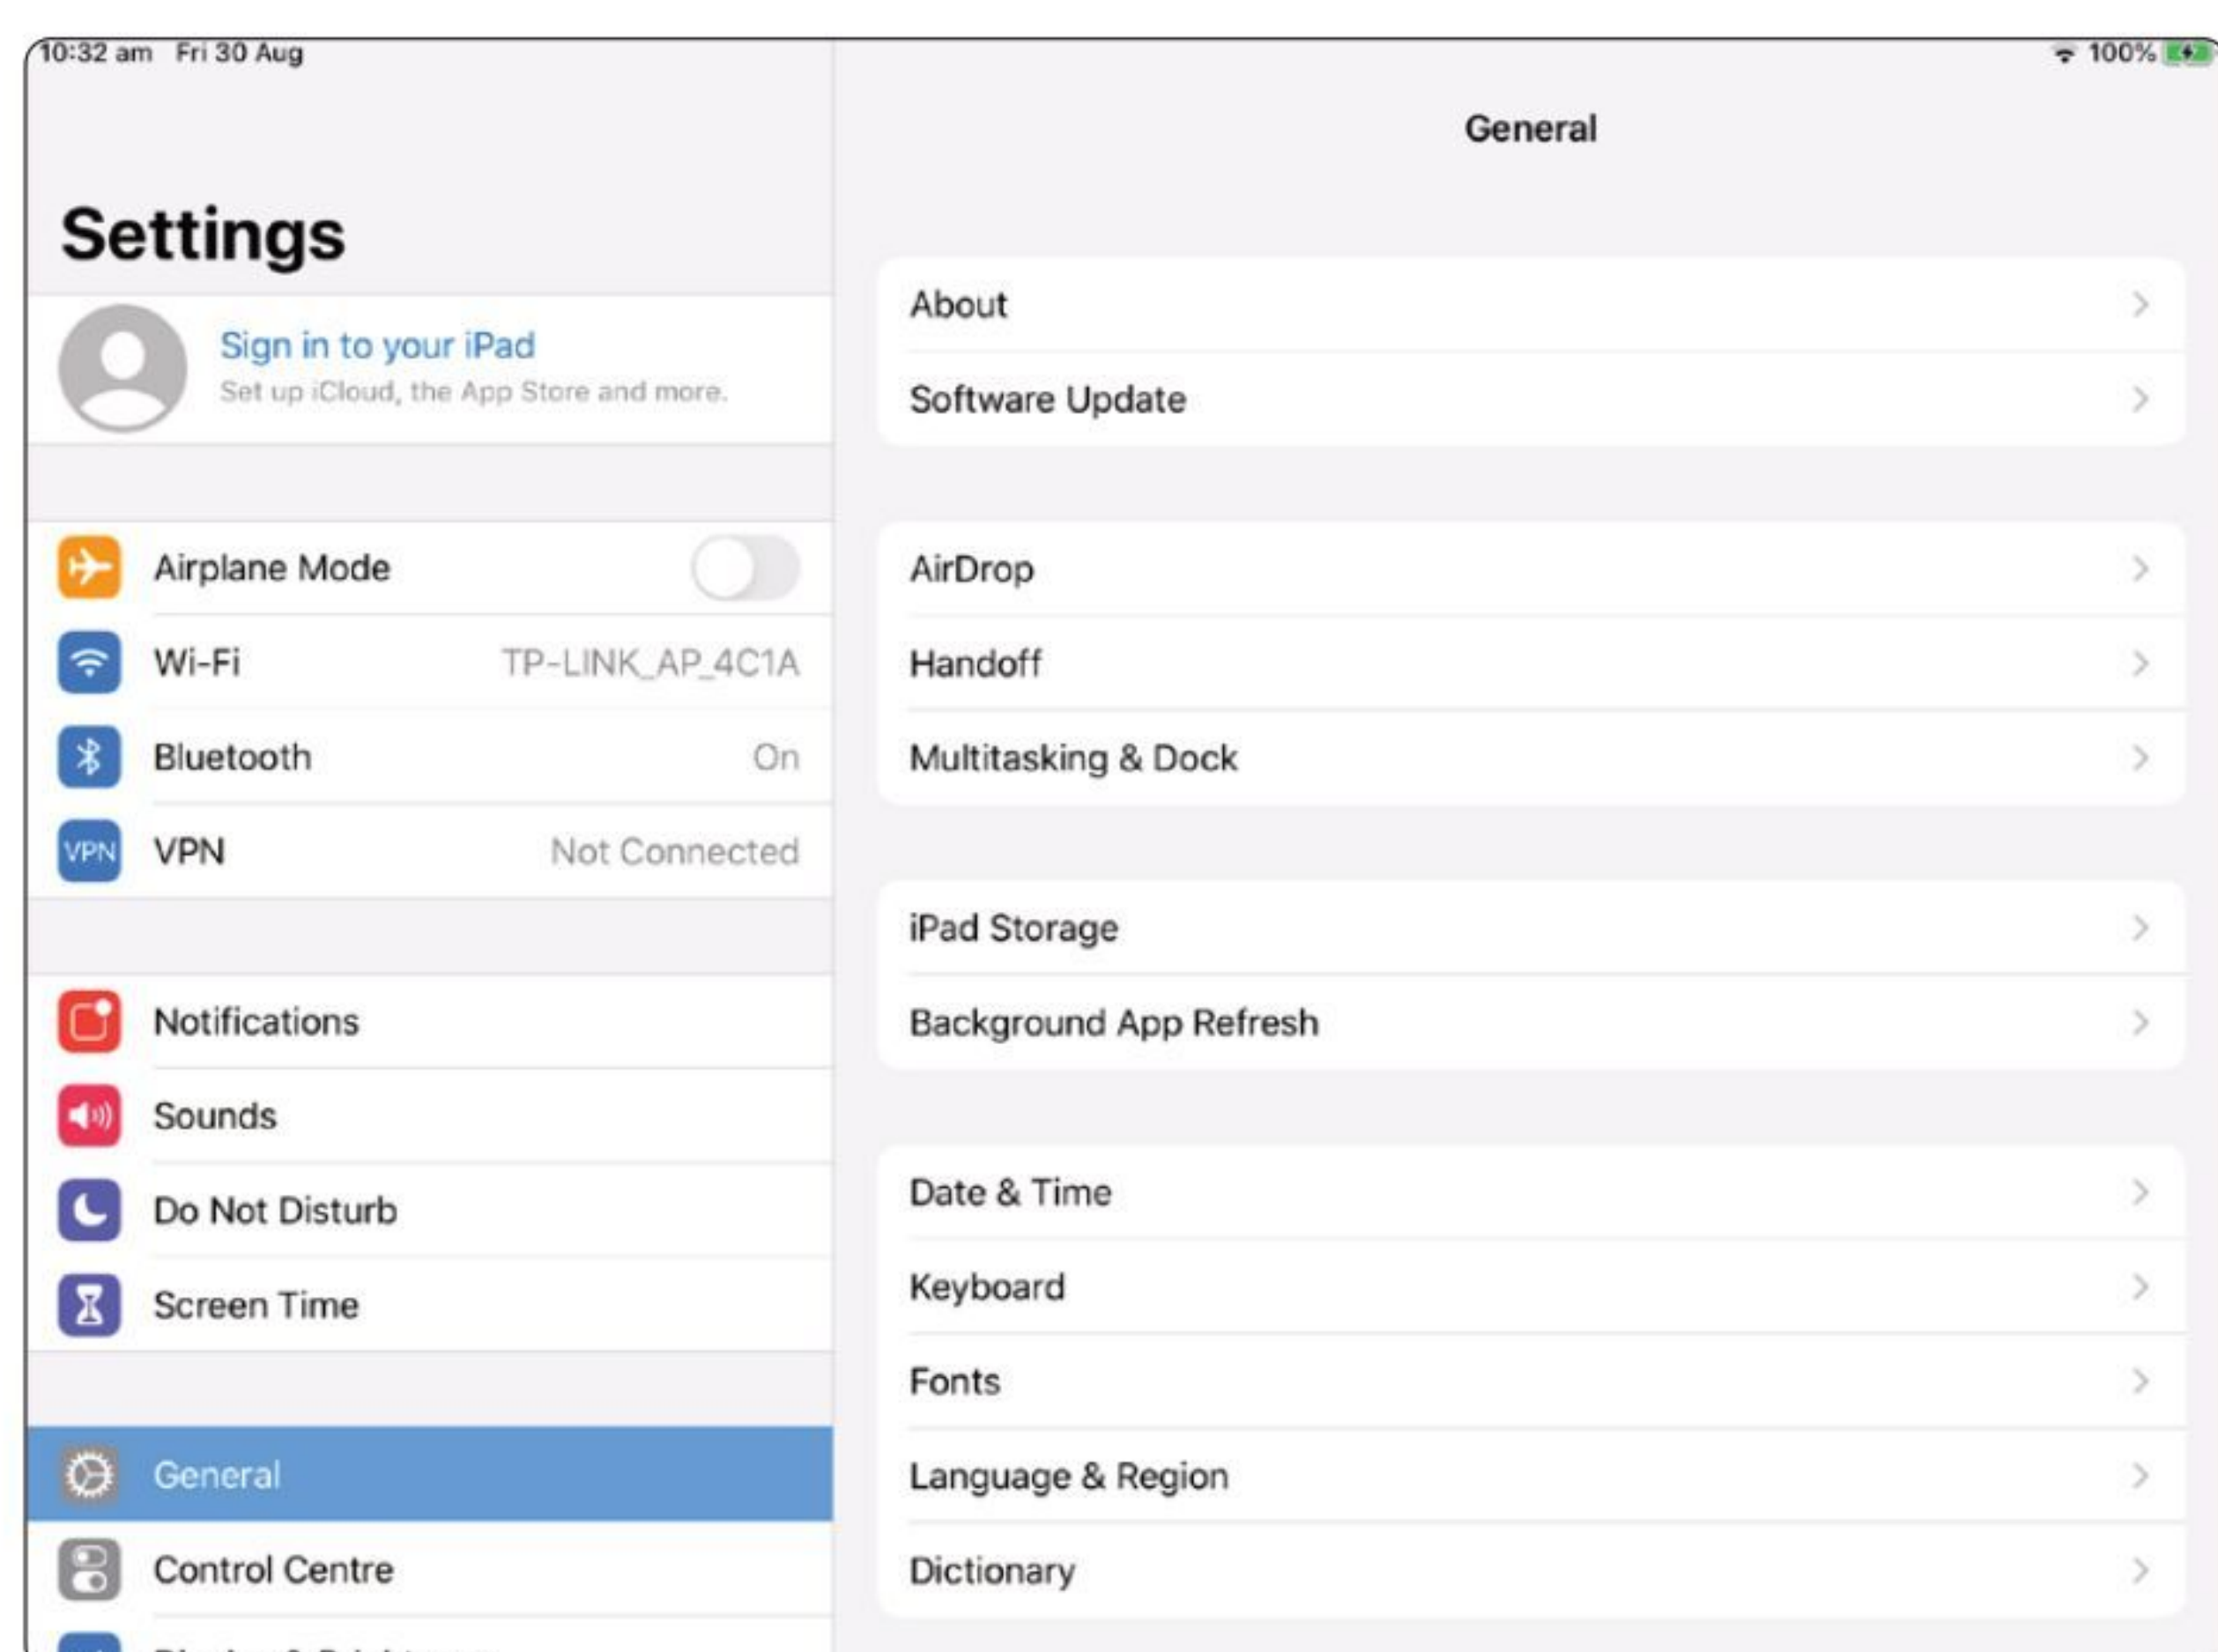 10:32 am Fri 30 Aug
100%
Settings
Sign in to your iPad
Set up iCloud, the App Store and more.
Airplane Mode
Wi-Fi TP-LINK_AP_4C1A
Bluetooth On
VPN VPN Not Connected
Notifications
Sounds
Do Not Disturb
Screen Time
General
Control Centre
General
About
Software Update
AirDrop
Handoff
Multitasking & Dock
iPad Storage
Background App Refresh
Date & Time
Keyboard
Fonts
Language & Region
Dictionary